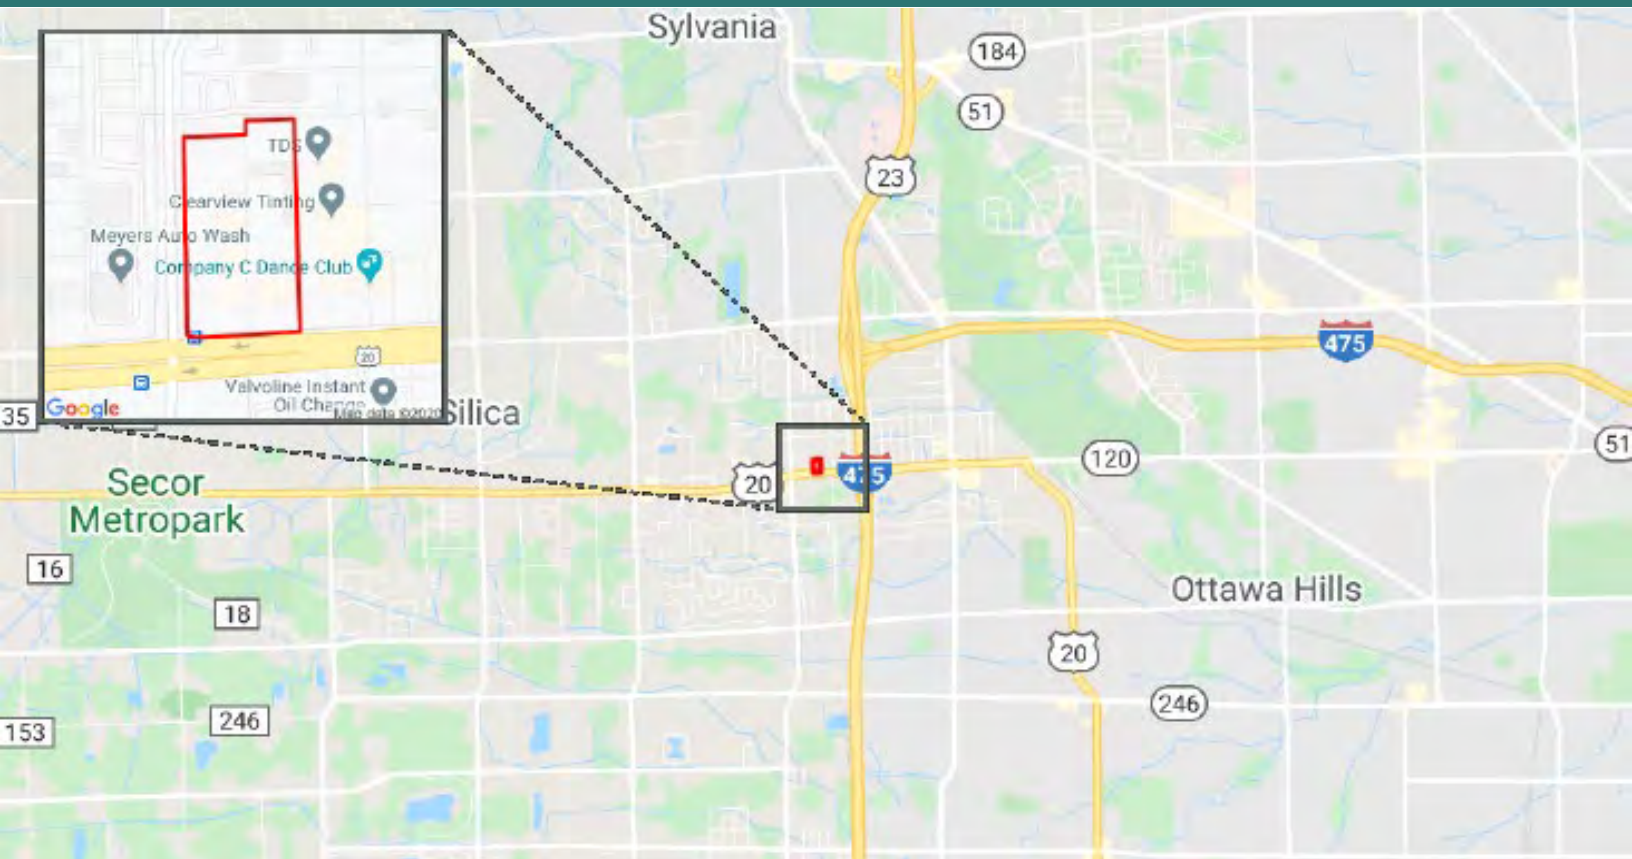 Sylvania
184
51
23
TDS
Clearview Tinting
Meyers Auto Wash
Company C Dance Club
20
Valvoline Instant
Oil Change
Google
Map data ©2020
475
35
Silica
51
120
20
475
Secor
Metropark
16
Ottawa Hills
18
20
246
246
153